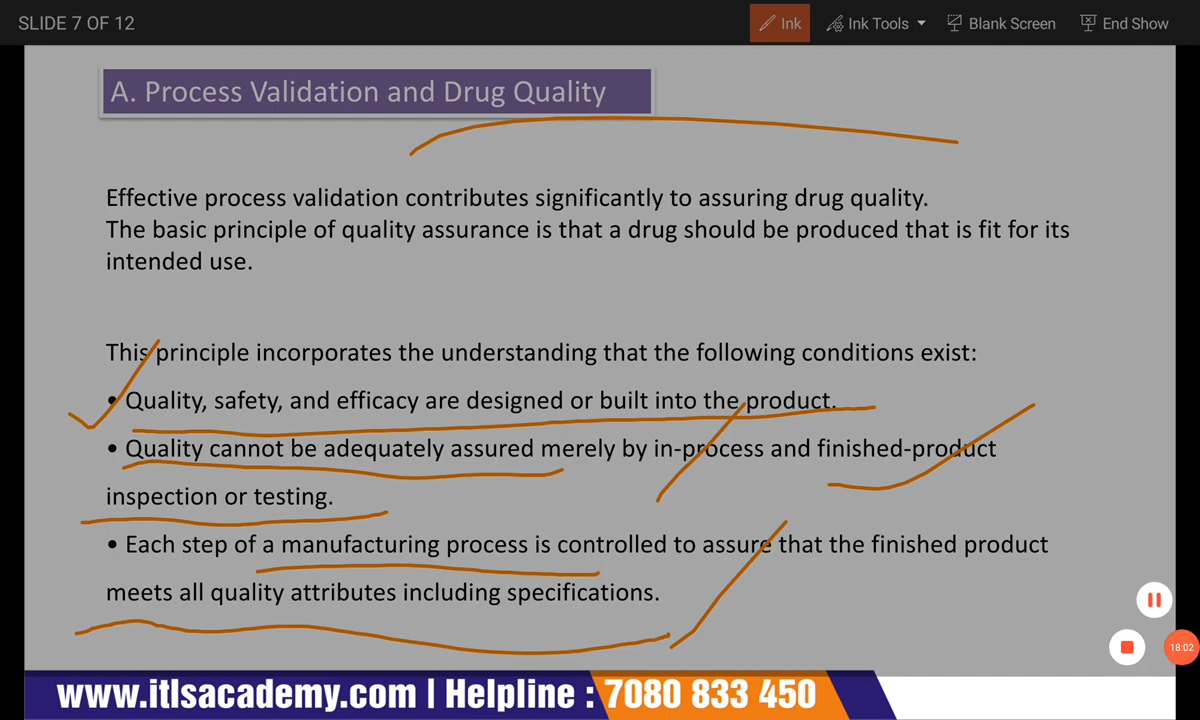 SLIDE 7 OF 12
Ink
Ink Tools
Blank Screen
End Show
A. Process Validation and Drug Quality
Effective process validation contributes significantly to assuring drug quality.
The basic principle of quality assurance is that a drug should be produced that is fit for its
intended use.
This principle incorporates the understanding that the following conditions exist:
• Quality, safety, and efficacy are designed or built into the product.
• Quality cannot be adequately assured merely by in-process and finished-product
inspection or testing.
• Each step of a manufacturing process is controlled to assure that the finished product
meets all quality attributes including specifications.
18:02
www.itlsacademy.com | Helpline : 7080 833 450